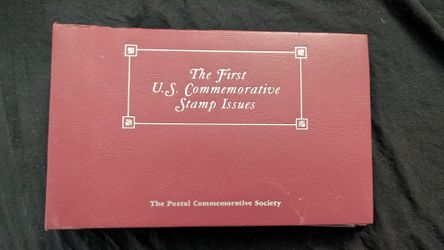 The First
U.S. Commemorative
Stamp Issues
The Postal Commemorative Society